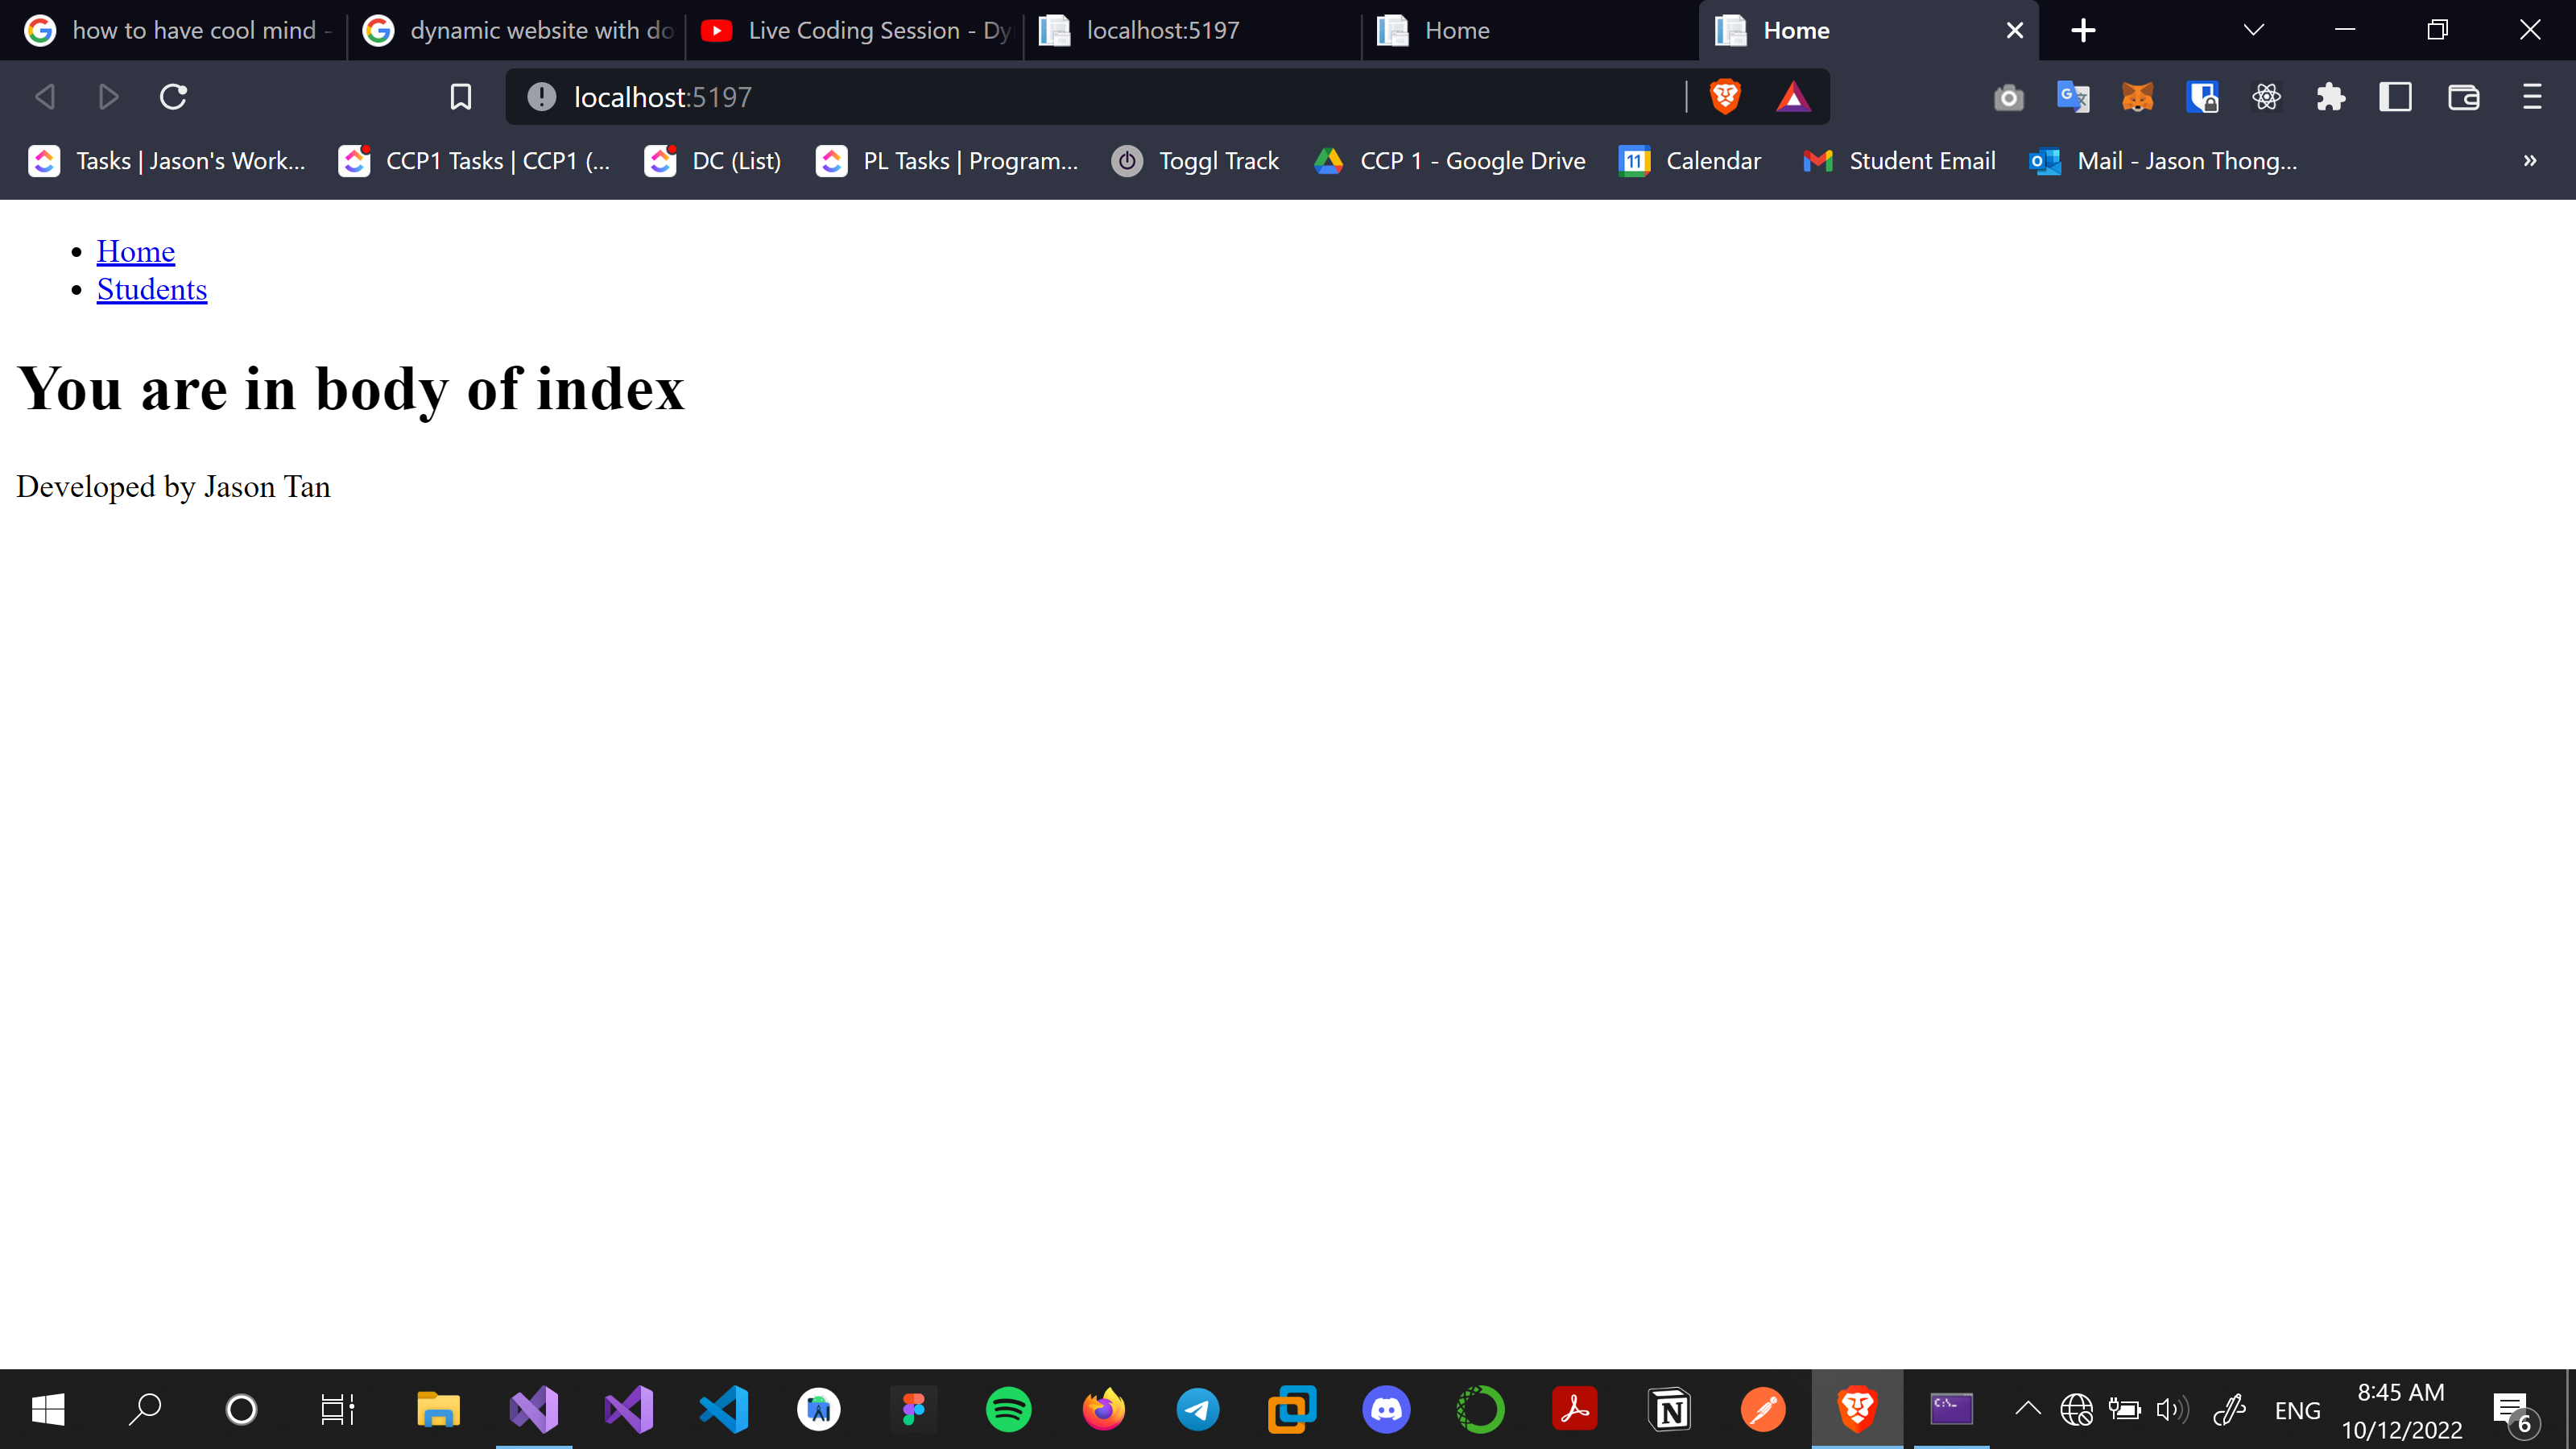 how to have cool mind -
dynamic website with do
Live Coding Session - Dy
localhost:5197
Home
Home
localhost:5197
Tasks | Jason's Work...
CCP1 Tasks | CCP1 (...
DC (List)
PL Tasks | Program...
Toggl Track
CCP 1 - Google Drive
11
Calendar
Student Email
Mail - Jason Thong...
»
Home
Students
You are in body of index
Developed by Jason Tan
ENG
8:45 AM
10/12/2022
6